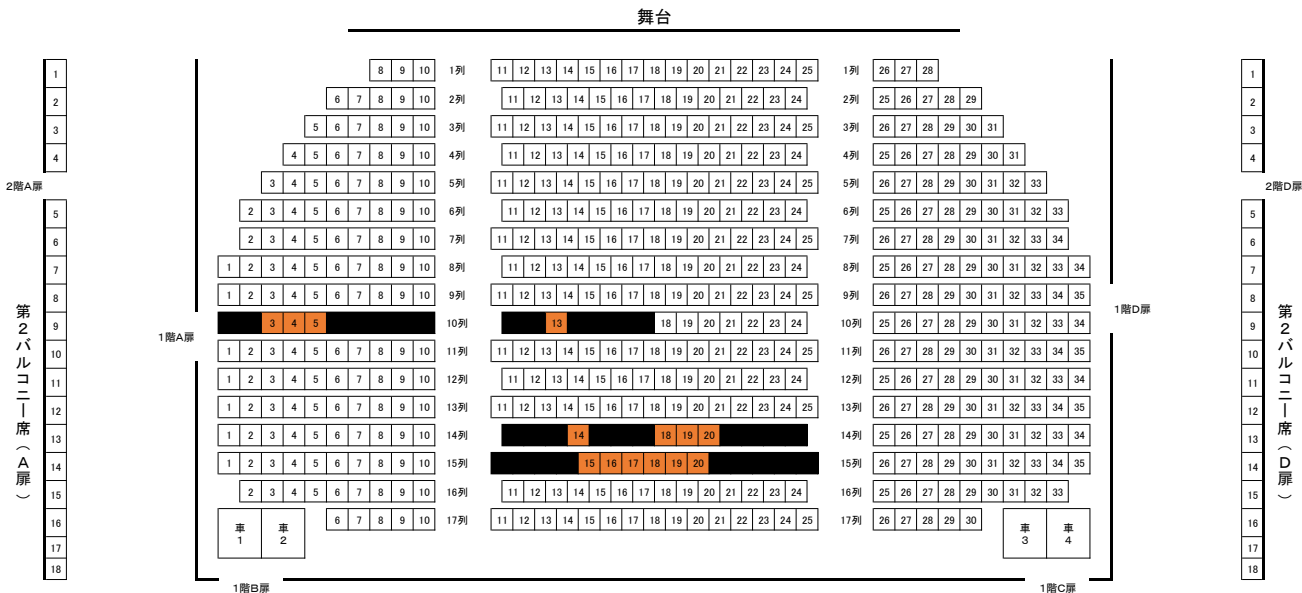 舞台
8 9 10 1列 11 12 13 14 15 16 17 18 19 20 21 22 23 24 25 1列 26 27 28
6 7 8 9 10 2列 11 12 13 14 15 16 17 18 19 20 21 22 23 24 2列 25 26 27 28 29
5 6 7 8 9 10 3列 11 12 13 14 15 16 17 18 19 20 21 22 23 24 25 3列 26 27 28 29 30 31
4 5 6 7 8 9 10 4列 11 12 13 14 15 16 17 18 19 20 21 22 23 24 4列 25 26 27 28 29 30 31
3 4 5 6 7 8 9 10 5列 11 12 13 14 15 16 17 18 19 20 21 22 23 24 25 5列 26 27 28 29 30 31 32 33
2 3 4 5 6 7 8 9 10 6列 11 12 13 14 15 16 17 18 19 20 21 22 23 24 6列 25 26 27 28 29 30 31 32 33
2 3 4 5 6 7 8 9 10 7列 11 12 13 14 15 16 17 18 19 20 21 22 23 24 25 7列 26 27 28 29 30 31 32 33 34
1 2 3 4 5 6 7 8 9 10 8列 11 12 13 14 15 16 17 18 19 20 21 22 23 24 8列 25 26 27 28 29 30 31 32 33 34
1 2 3 4 5 6 7 8 9 10 9列 11 12 13 14 15 16 17 18 19 20 21 22 23 24 25 9列 26 27 28 29 30 31 32 33 34 35
3 4 5 10列 13 18 19 20 21 22 23 24 10列 25 26 27 28 29 30 31 32 33 34
1 2 3 4 5 6 7 8 9 10 11列 11 12 13 14 15 16 17 18 19 20 21 22 23 24 25 11列 26 27 28 29 30 31 32 33 34 35
1 2 3 4 5 6 7 8 9 10 12列 11 12 13 14 15 16 17 18 19 20 21 22 23 24 12列 25 26 27 28 29 30 31 32 33 34
1 2 3 4 5 6 7 8 9 10 13列 11 12 13 14 15 16 17 18 19 20 21 22 23 24 25 13列 26 27 28 29 30 31 32 33 34 35
1 2 3 4 5 6 7 8 9 10 14列 14 18 19 20 14列 25 26 27 28 29 30 31 32 33 34
1 2 3 4 5 6 7 8 9 10 15列 15 16 17 18 19 20 15列 26 27 28 29 30 31 32 33 34 35
2 3 4 5 6 7 8 9 10 16列 11 12 13 14 15 16 17 18 19 20 21 22 23 24 16列 25 26 27 28 29 30 31 32 33
車1 車2 6 7 8 9 10 17列 11 12 13 14 15 16 17 18 19 20 21 22 23 24 25 17列 26 27 28 29 30 車3 車4
1階A扉
1階D扉
1階B扉
1階C扉
1
2
3
4
2階A扉
5
6
7
8
9
10
11
12
13
14
15
16
17
18
第2バルコニー席(A扉)
1
2
3
4
2階D扉
5
6
7
8
9
10
11
12
13
14
15
16
17
18
第2バルコニー席(D扉)